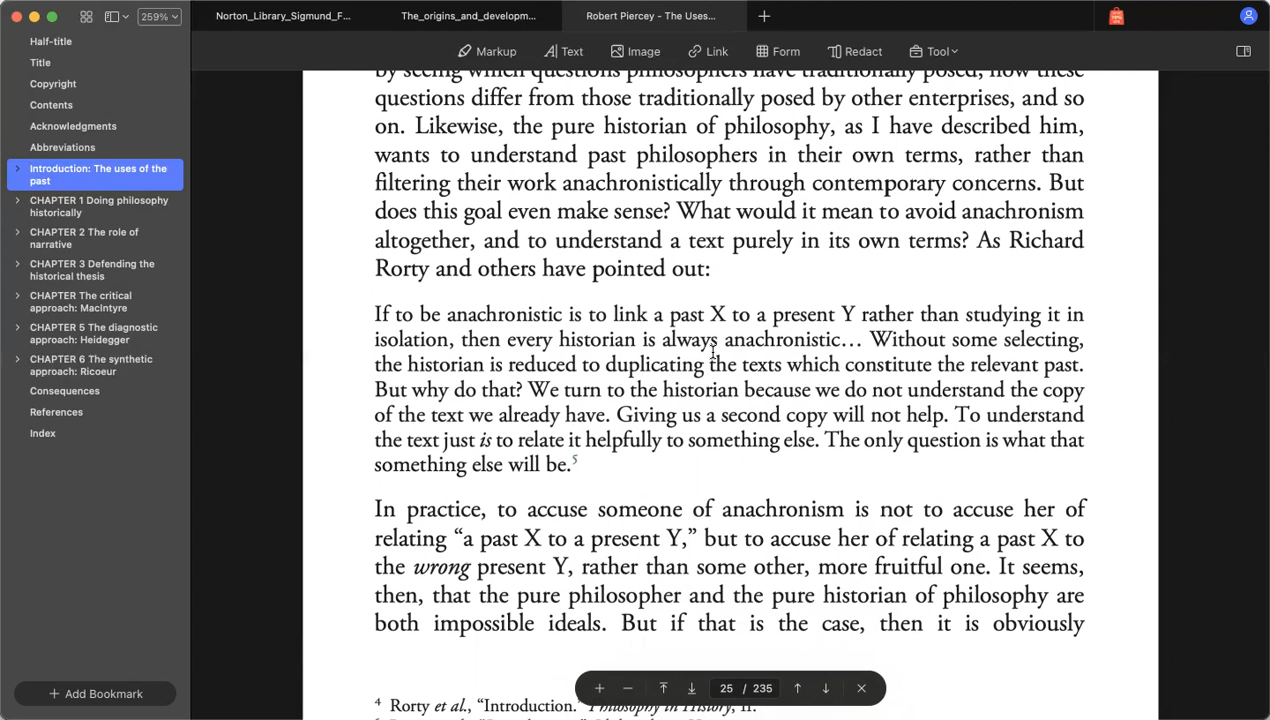 259%
Norton_Library_Sigmund_F...
The_origins_and_developm...
Robert Piercey - The Uses...
Markup
Text
Image
Link
Form
Redact
Tool
Half-title
Title
Copyright
Contents
Acknowledgments
Abbreviations
Introduction: The uses of the
past
CHAPTER 1 Doing philosophy
historically
CHAPTER 2 The role of
narrative
CHAPTER 3 Defending the
historical thesis
CHAPTER The critical
approach: MacIntyre
CHAPTER 5 The diagnostic
approach: Heidegger
CHAPTER 6 The synthetic
approach: Ricoeur
Consequences
References
Index
Add Bookmark
by seeing which questions philosophers have traditionally posed, how these
questions differ from those traditionally posed by other enterprises, and so
on. Likewise, the pure historian of philosophy, as I have described him,
wants to understand past philosophers in their own terms, rather than
filtering their work anachronistically through contemporary concerns. But
does this goal even make sense? What would it mean to avoid anachronism
altogether, and to understand a text purely in its own terms? As Richard
Rorty and others have pointed out:
If to be anachronistic is to link a past X to a present Y rather than studying it in
isolation, then every historian is always anachronistic… Without some selecting,
the historian is reduced to duplicating the texts which constitute the relevant past.
But why do that? We turn to the historian because we do not understand the copy
of the text we already have. Giving us a second copy will not help. To understand
the text just is to relate it helpfully to something else. The only question is what that
something else will be.5
In practice, to accuse someone of anachronism is not to accuse her of
relating “a past X to a present Y,” but to accuse her of relating a past X to
the wrong present Y, rather than some other, more fruitful one. It seems,
then, that the pure philosopher and the pure historian of philosophy are
both impossible ideals. But if that is the case, then it is obviously
4 Rorty et al., “Introduction.” Philosophy in History, 11.
25 / 235